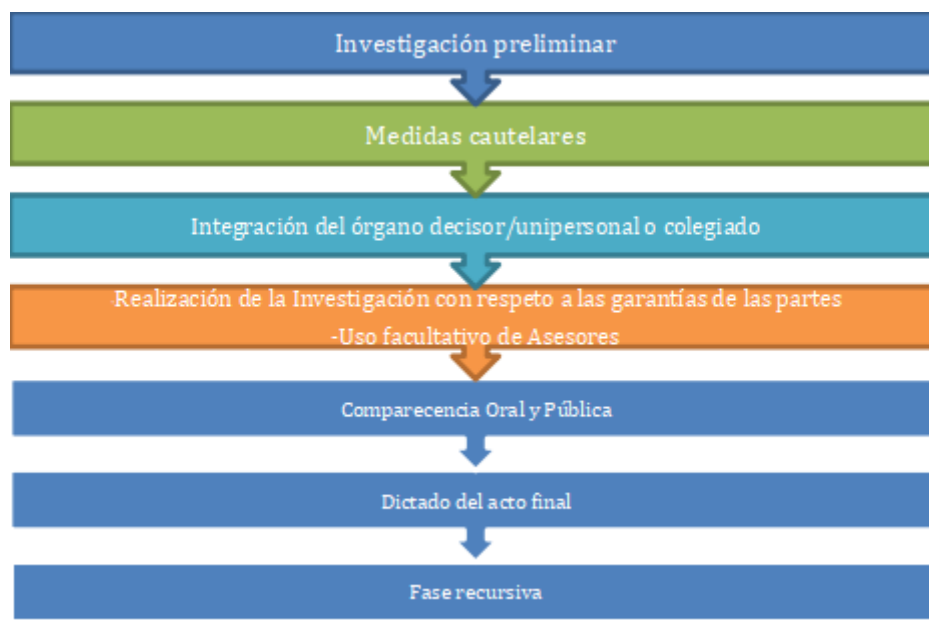 Investigación preliminar
Medidas cautelares
Integración del órgano decisor/unipersonal o colegiado
-Realización de la Investigación con respeto a las garantías de las partes
-Uso facultativo de Asesores
Comparecencia Oral y Pública
Dictado del acto final
Fase recursiva